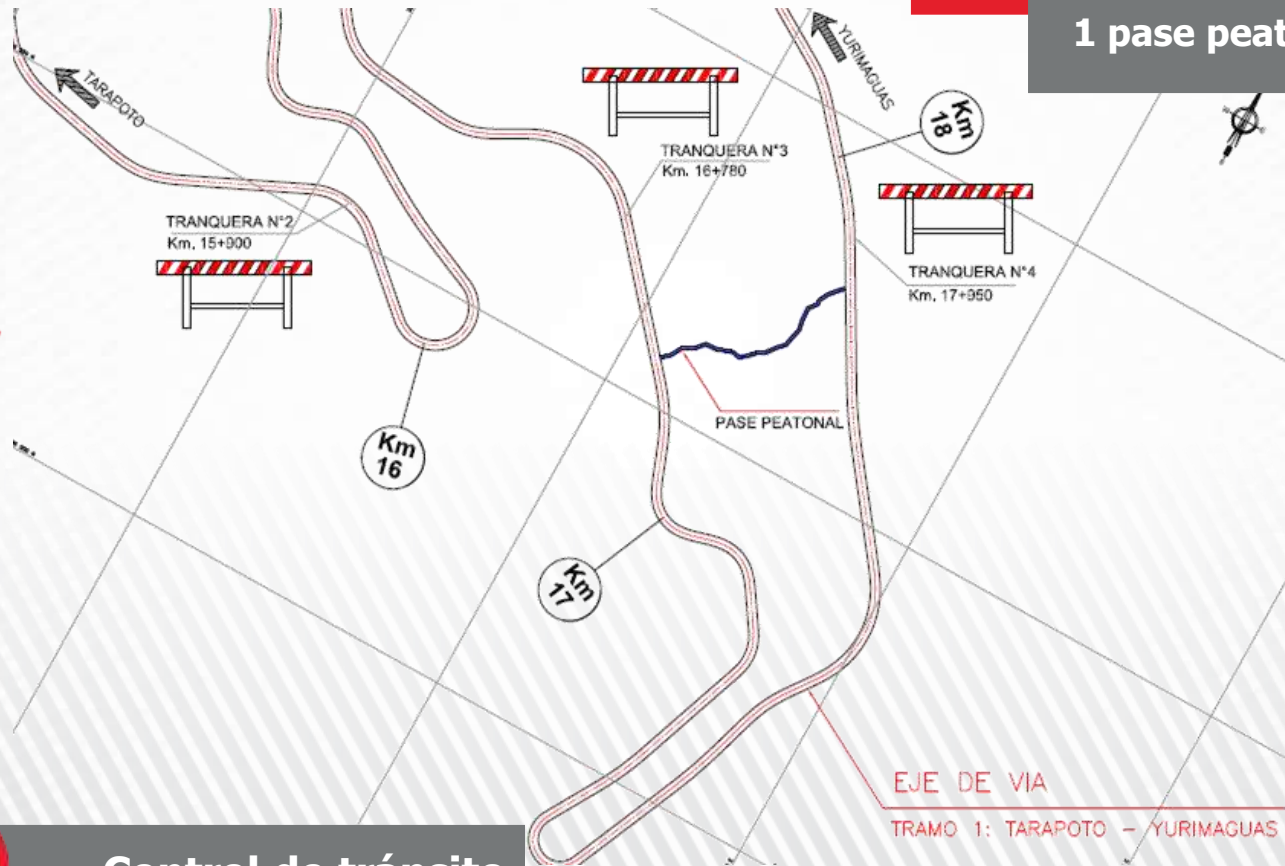 1 pase peat
TARAPOTO
YURIMAGUAS
Km
18
TRANQUERA N°3
Km. 16+780
TRANQUERA N°2
Km. 15+900
TRANQUERA N°4
Km. 17+950
PASE PEATONAL
Km
16
Km
17
EJE DE VIA
TRAMO 1: TARAPOTO - YURIMAGUAS
Control de tránsito